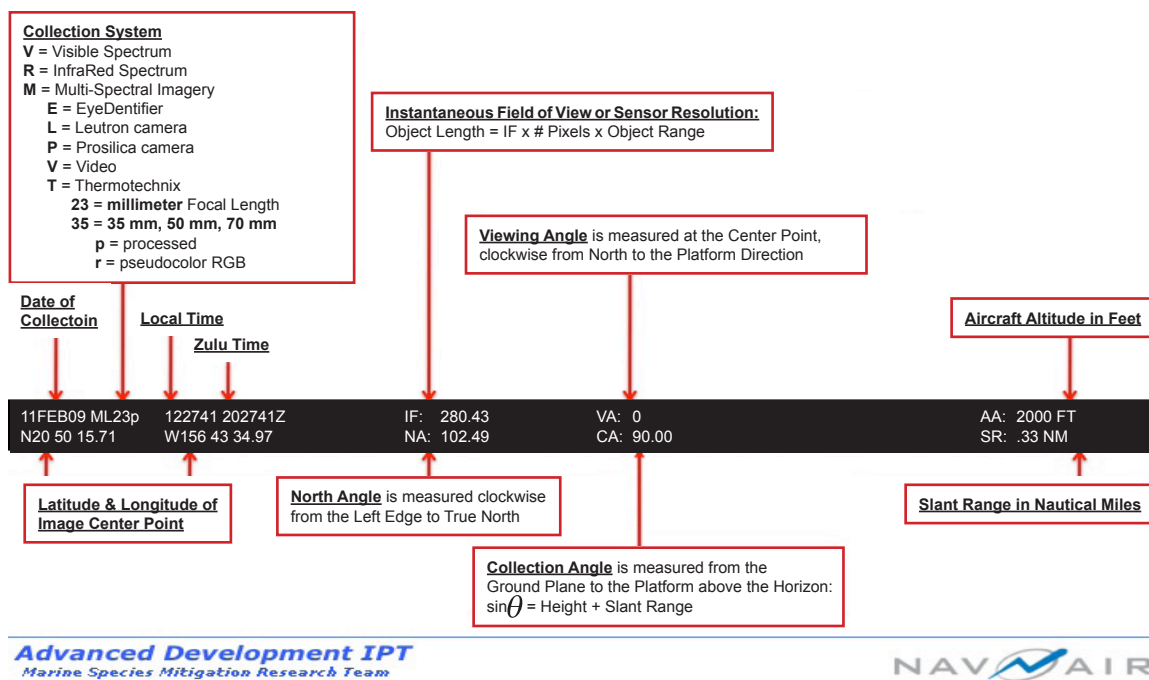 Collection System
V = Visible Spectrum
R = InfraRed Spectrum
M = Multi-Spectral Imagery
E = EyeDentifier
L = Leutron camera
P = Prosilica camera
V = Video
T = Thermotechnix
23 = millimeter Focal Length
35 = 35 mm, 50 mm, 70 mm
p = processed
r = pseudocolor RGB
Instantaneous Field of View or Sensor Resolution:
Object Length = IF x # Pixels x Object Range
Viewing Angle is measured at the Center Point,
clockwise from North to the Platform Direction
Date of
Collectoin
Local Time
Zulu Time
Aircraft Altitude in Feet
11FEB09 ML23p 122741 202741Z IF: 280.43 VA: 0 AA: 2000 FT
N20 50 15.71 W156 43 34.97 NA: 102.49 CA: 90.00 SR: .33 NM
Latitude & Longitude of
Image Center Point
North Angle is measured clockwise
from the Left Edge to True North
Slant Range in Nautical Miles
Collection Angle is measured from the
Ground Plane to the Platform above the Horizon:
sinθ = Height + Slant Range
Advanced Development IPT
Marine Species Mitigation Research Team
NAVAIR